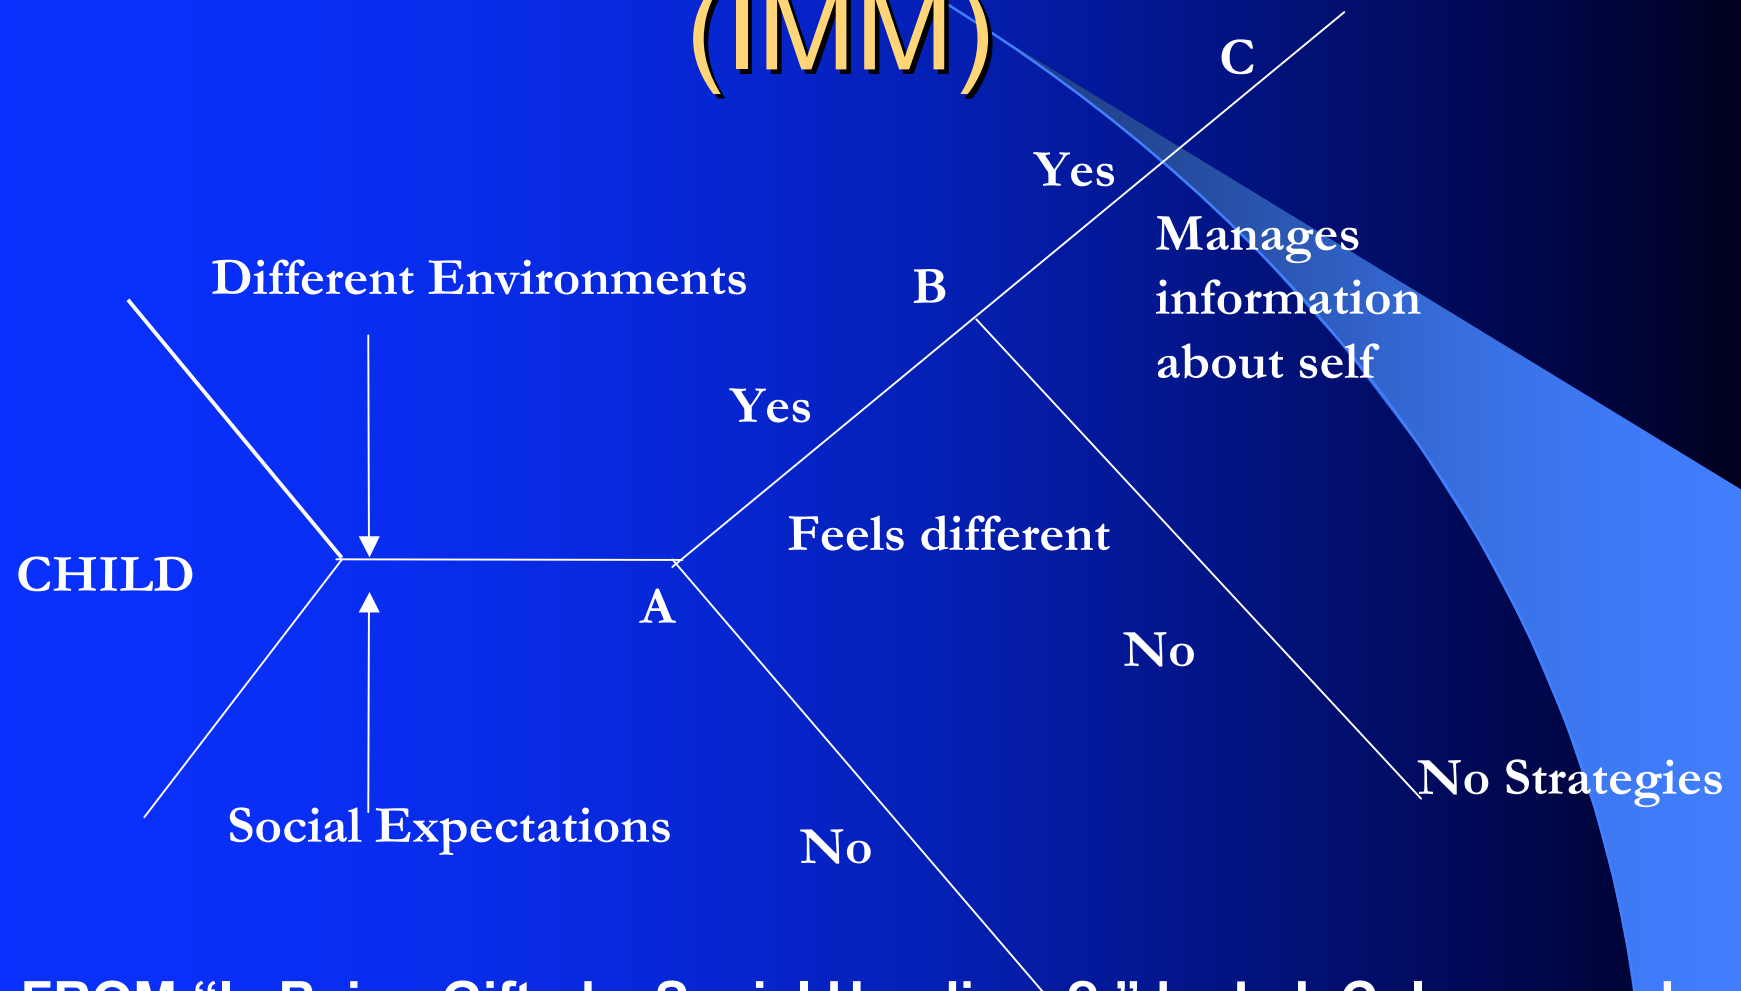 (IMM)
C
Yes
Manages
information
about self
Different Environments
B
Yes
Feels different
CHILD
A
No
No Strategies
Social Expectations
No